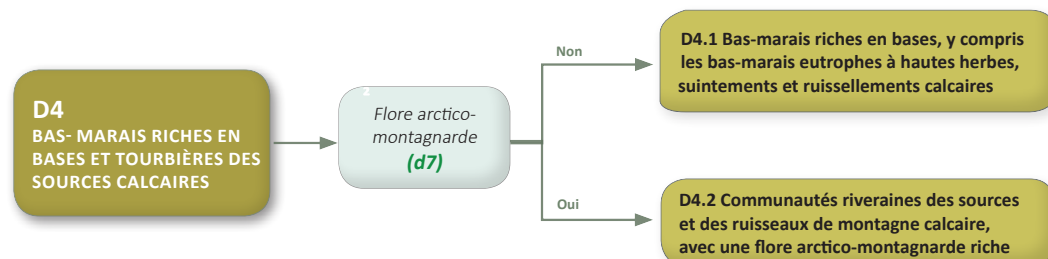 D4
BAS- MARAIS RICHES EN
BASES ET TOURBIÈRES DES
SOURCES CALCAIRES
2
Flore arctico-
montagnarde
(d7)
Non
D4.1 Bas-marais riches en bases, y compris
les bas-marais eutrophes à hautes herbes,
suintements et ruissellements calcaires
Oui
D4.2 Communautés riveraines des sources
et des ruisseaux de montagne calcaire,
avec une flore arctico-montagnarde riche